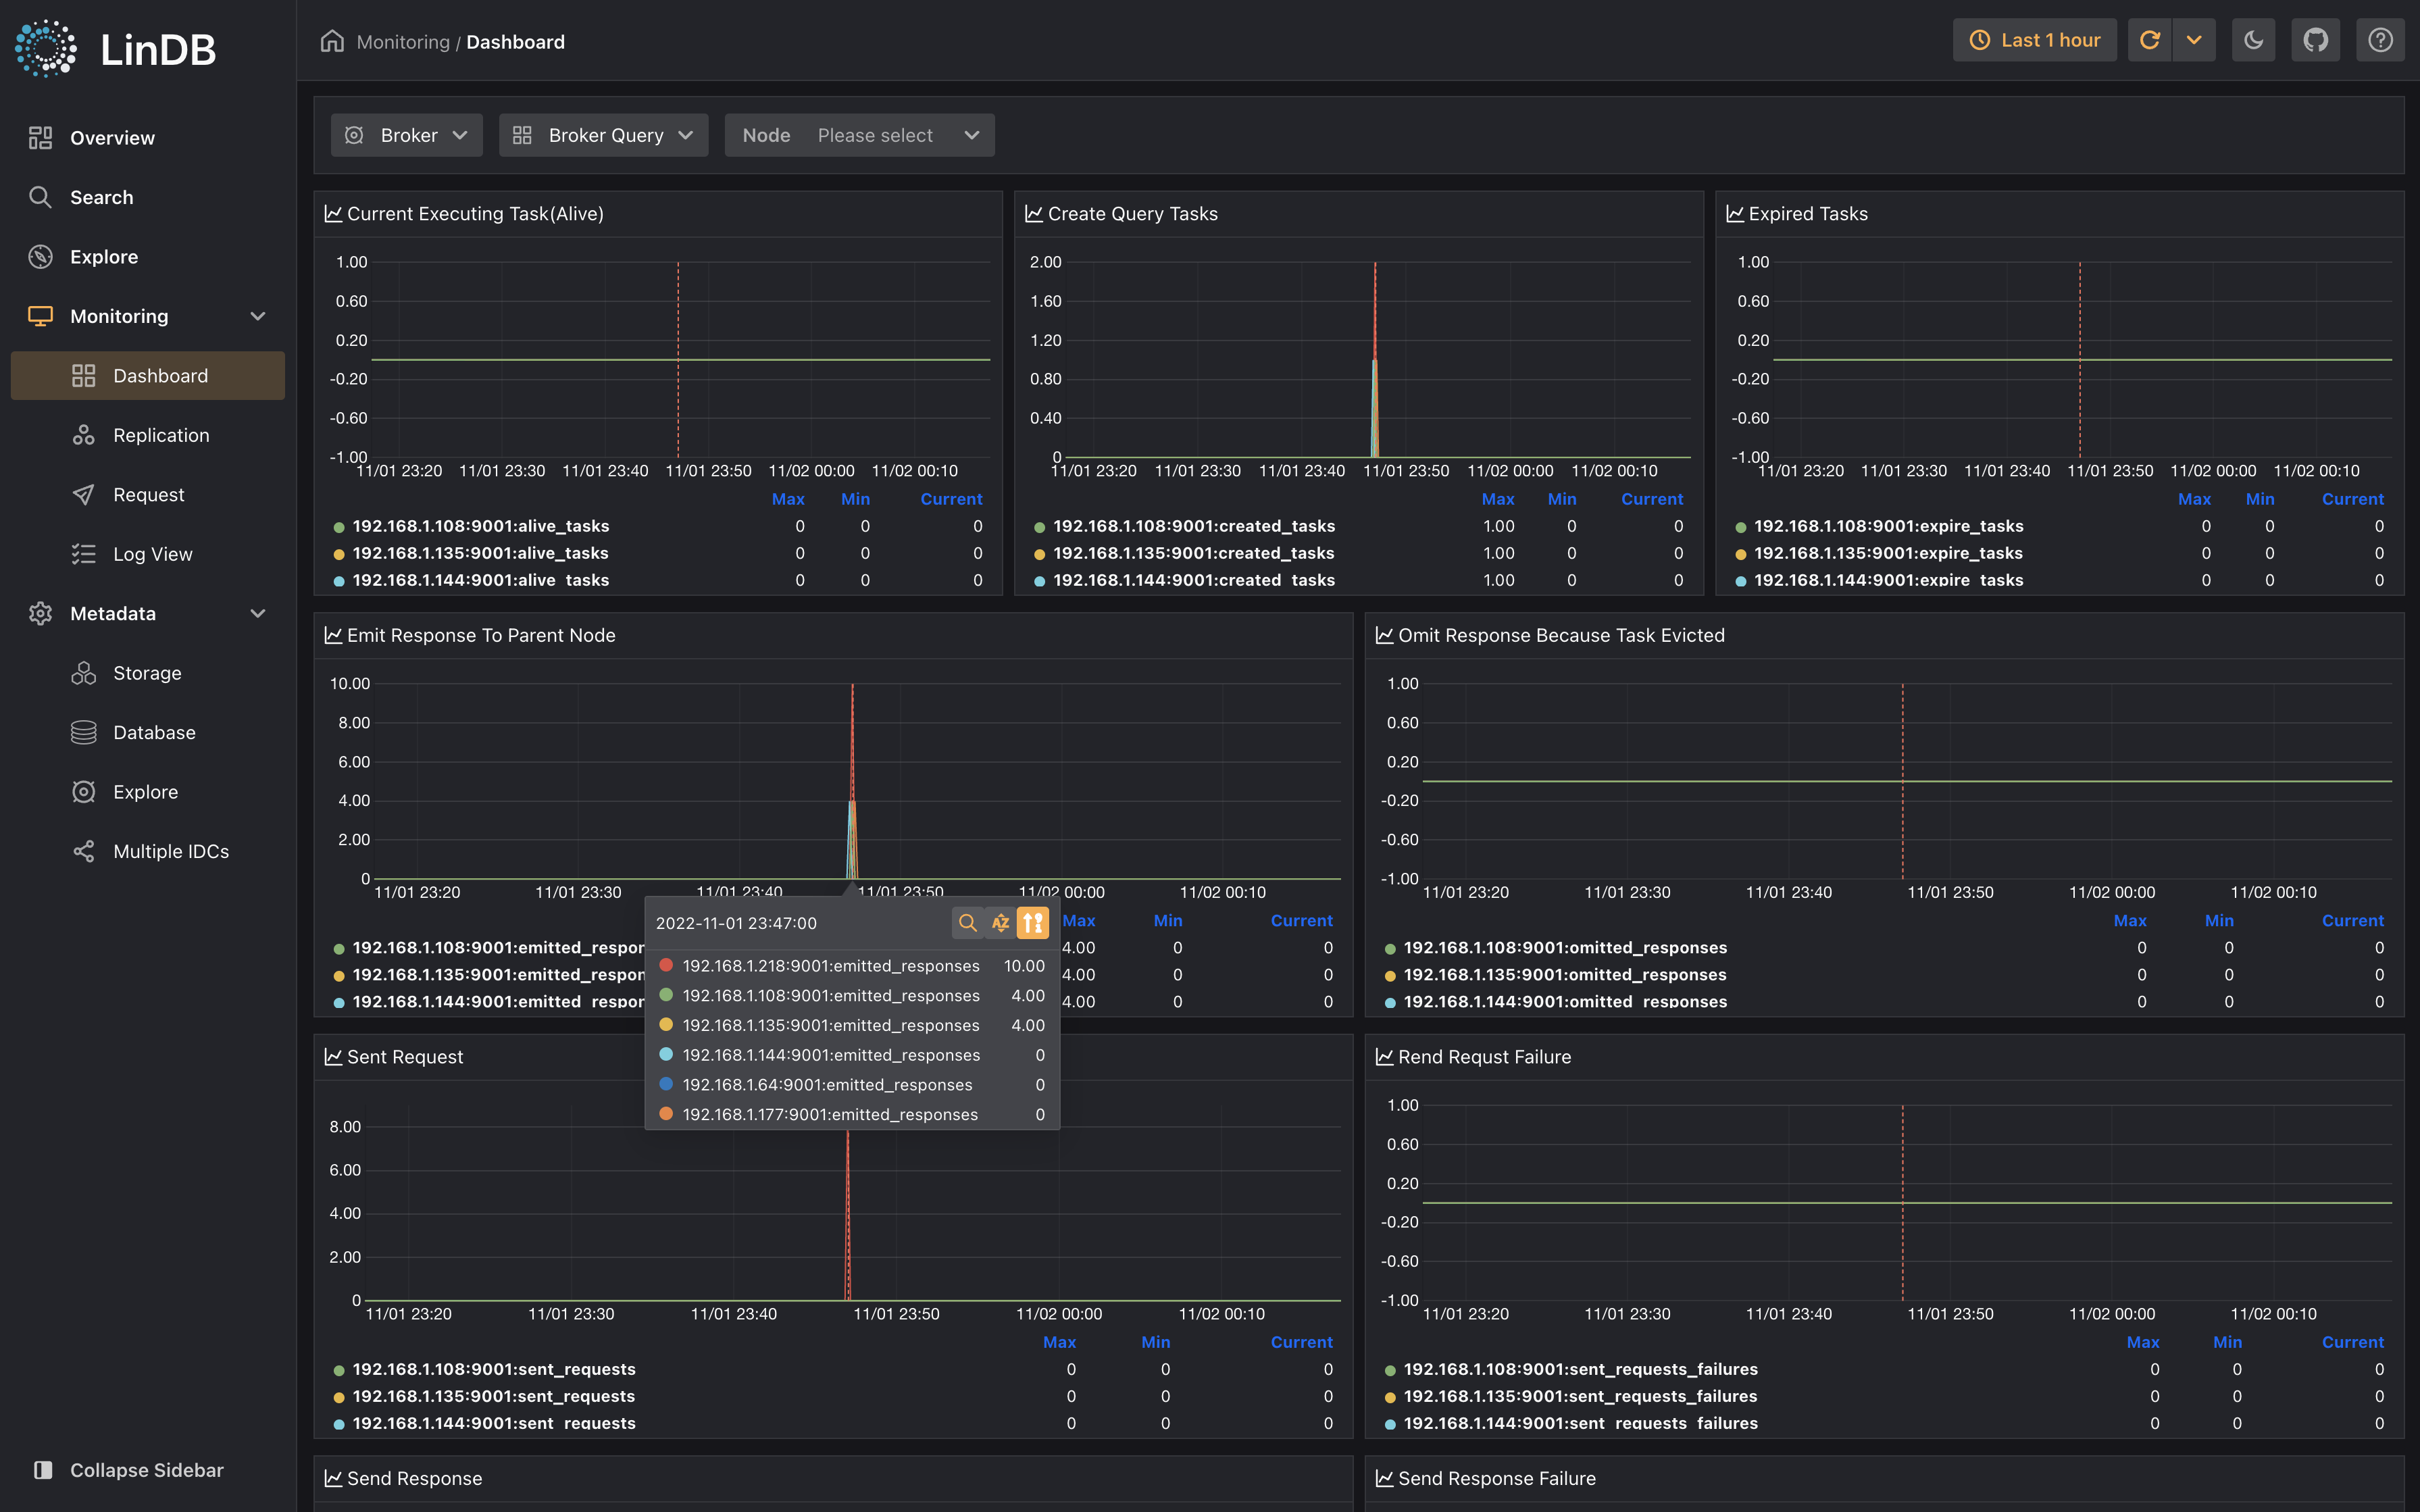 LinDB
Overview
Search
Explore
Monitoring
Dashboard
Replication
Request
Log View
Metadata
Storage
Database
Explore
Multiple IDCs
Collapse Sidebar
Monitoring / Dashboard
Last 1 hour
Broker
Broker Query
Node Please select
Current Executing Task(Alive)
1.00
0.60
0.20
-0.20
-0.60
-1.00
11/01 23:20 11/01 23:30 11/01 23:40 11/01 23:50 11/02 00:00 11/02 00:10
Max Min Current
192.168.1.108:9001:alive_tasks 0 0 0
192.168.1.135:9001:alive_tasks 0 0 0
192.168.1.144:9001:alive_tasks 0 0 0
Create Query Tasks
2.00
1.60
1.20
0.80
0.40
0
11/01 23:20 11/01 23:30 11/01 23:40 11/01 23:50 11/02 00:00 11/02 00:10
Max Min Current
192.168.1.108:9001:created_tasks 1.00 0 0
192.168.1.135:9001:created_tasks 1.00 0 0
192.168.1.144:9001:created_tasks 1.00 0 0
Expired Tasks
1.00
0.60
0.20
-0.20
-0.60
-1.00
11/01 23:20 11/01 23:30 11/01 23:40 11/01 23:50 11/02 00:00 11/02 00:10
Max Min Current
192.168.1.108:9001:expire_tasks 0 0 0
192.168.1.135:9001:expire_tasks 0 0 0
192.168.1.144:9001:expire_tasks 0 0 0
Emit Response To Parent Node
10.00
8.00
6.00
4.00
2.00
0
11/01 23:20 11/01 23:30 11/01 23:40 11/01 23:50 11/02 00:00 11/02 00:10
Max Min Current
192.168.1.108:9001:emitted_respon 4.00 0 0
192.168.1.135:9001:emitted_respon 4.00 0 0
192.168.1.144:9001:emitted_respon 4.00 0 0
2022-11-01 23:47:00
AZ
192.168.1.218:9001:emitted_responses 10.00
192.168.1.108:9001:emitted_responses 4.00
192.168.1.135:9001:emitted_responses 4.00
192.168.1.144:9001:emitted_responses 0
192.168.1.64:9001:emitted_responses 0
192.168.1.177:9001:emitted_responses 0
Omit Response Because Task Evicted
1.00
0.60
0.20
-0.20
-0.60
-1.00
11/01 23:20 11/01 23:30 11/01 23:40 11/01 23:50 11/02 00:00 11/02 00:10
Max Min Current
192.168.1.108:9001:omitted_responses 0 0 0
192.168.1.135:9001:omitted_responses 0 0 0
192.168.1.144:9001:omitted_responses 0 0 0
Sent Request
8.00
6.00
4.00
2.00
0
11/01 23:20 11/01 23:30 11/01 23:40 11/01 23:50 11/02 00:00 11/02 00:10
Max Min Current
192.168.1.108:9001:sent_requests 0 0 0
192.168.1.135:9001:sent_requests 0 0 0
192.168.1.144:9001:sent_requests 0 0 0
Rend Requst Failure
1.00
0.60
0.20
-0.20
-0.60
-1.00
11/01 23:20 11/01 23:30 11/01 23:40 11/01 23:50 11/02 00:00 11/02 00:10
Max Min Current
192.168.1.108:9001:sent_requests_failures 0 0 0
192.168.1.135:9001:sent_requests_failures 0 0 0
192.168.1.144:9001:sent_requests_failures 0 0 0
Send Response
Send Response Failure